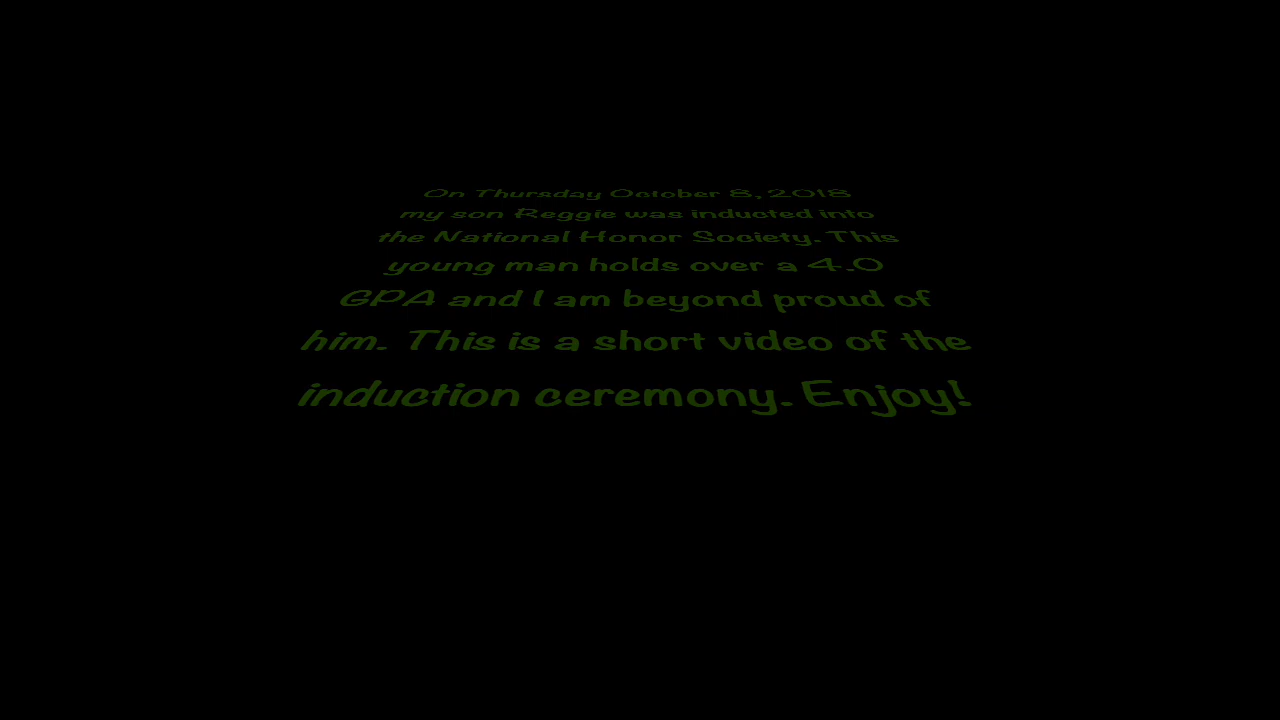 On Thursday October 8, 2018
my son Reggie was inducted into
the National Honor Society. This
young man holds over a 4.0
GPA and I am beyond proud of
him. This is a short video of the
induction ceremony. Enjoy!